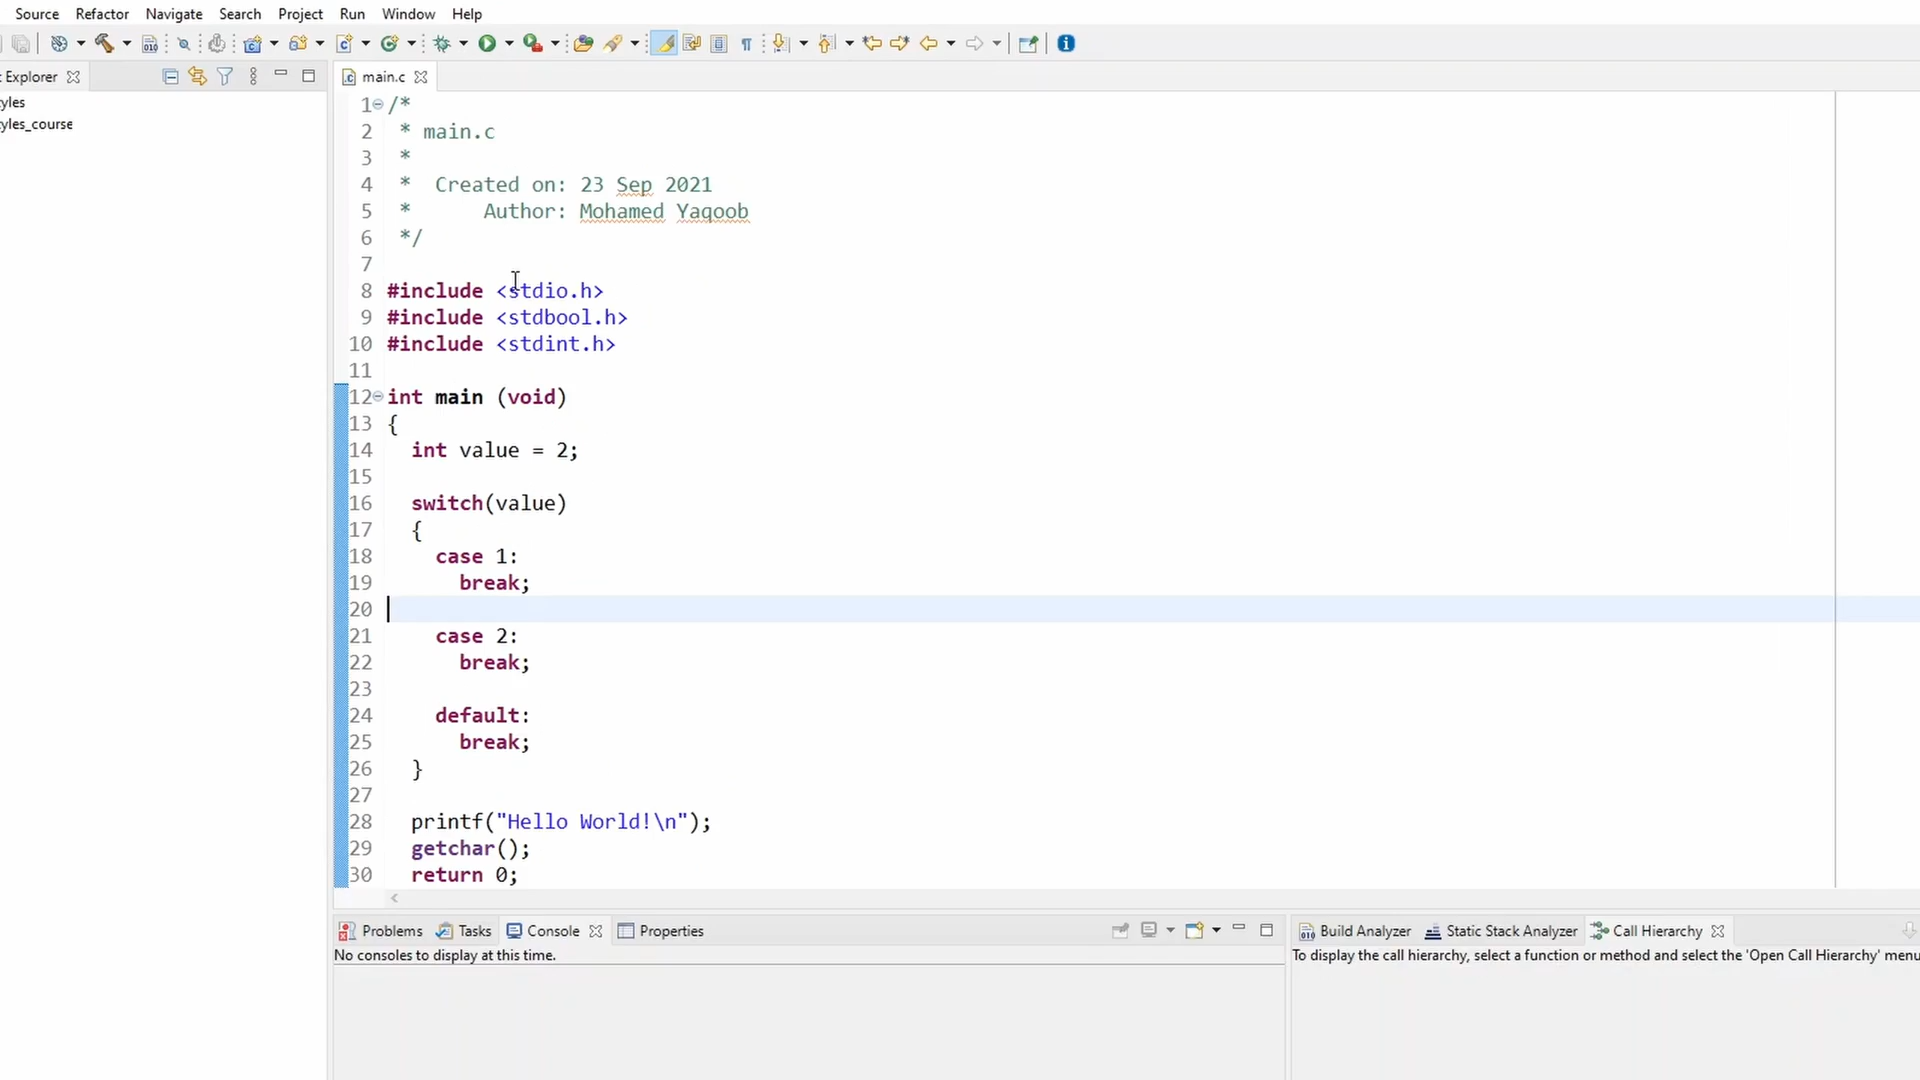 Source Refactor Navigate Search Project Run Window Help
Explorer
main.c
yles
yles_course
1 /*
2  * main.c
3  *
4  *  Created on: 23 Sep 2021
5  *      Author: Mohamed Yaqoob
6  */
7
8 #include <stdio.h>
9 #include <stdbool.h>
10 #include <stdint.h>
11
12 int main (void)
13 {
14   int value = 2;
15
16   switch(value)
17   {
18     case 1:
19       break;
20
21     case 2:
22       break;
23
24     default:
25       break;
26   }
27
28   printf("Hello World!\n");
29   getchar();
30   return 0;
Problems Tasks Console Properties
No consoles to display at this time.
Build Analyzer Static Stack Analyzer Call Hierarchy
To display the call hierarchy, select a function or method and select the 'Open Call Hierarchy' menu